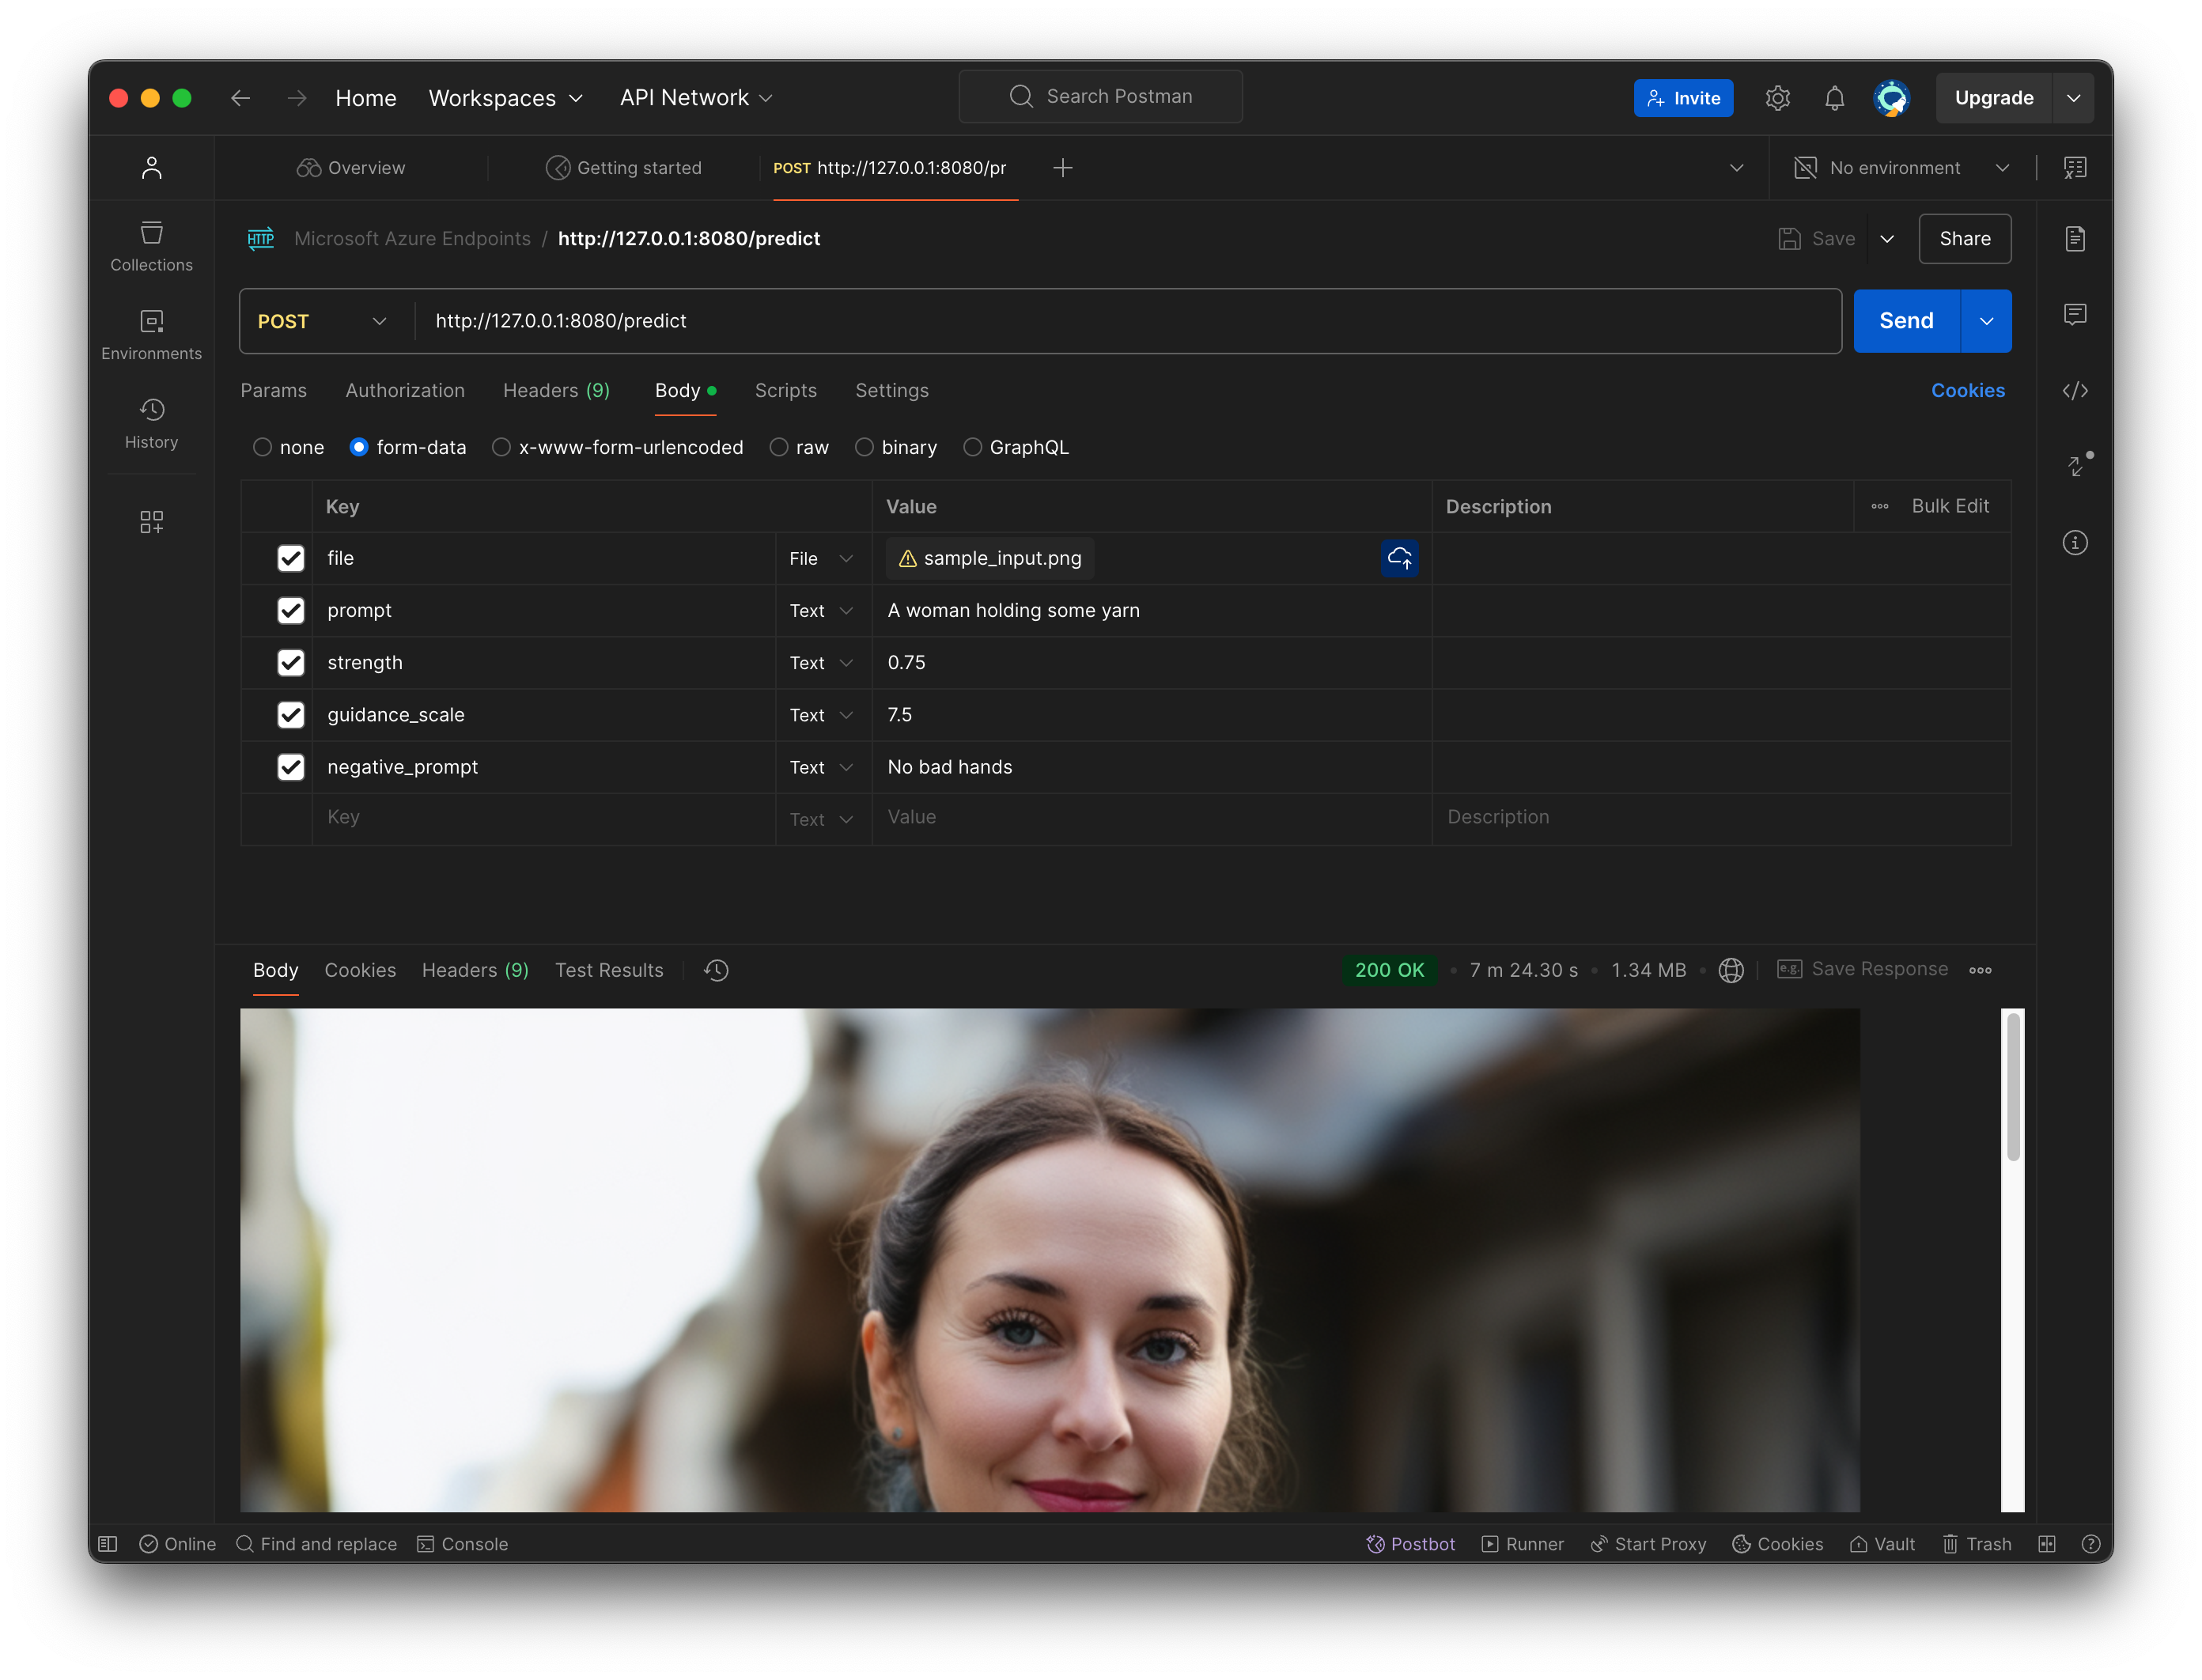 Home Workspaces API Network Search Postman Invite Upgrade
Overview Getting started POST http://127.0.0.1:8080/pr No environment
HTTP Microsoft Azure Endpoints / http://127.0.0.1:8080/predict Save Share
Collections
POST http://127.0.0.1:8080/predict Send
Environments
Params Authorization Headers (9) Body Scripts Settings Cookies
History
none form-data x-www-form-urlencoded raw binary GraphQL
Key Value Description Bulk Edit
file File sample_input.png
prompt Text A woman holding some yarn
strength Text 0.75
guidance_scale Text 7.5
negative_prompt Text No bad hands
Key Text Value Description
Body Cookies Headers (9) Test Results 200 OK 7 m 24.30 s 1.34 MB e.g. Save Response
Online Find and replace Console Postbot Runner Start Proxy Cookies Vault Trash